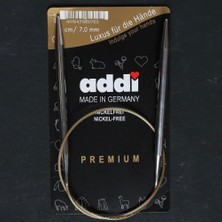 Luxus für die Hände
Indulge your hands
cm / 7,0 mm
addi
MADE IN GERMANY
NICKELFREI
NICKEL-FREE
PREMIUM